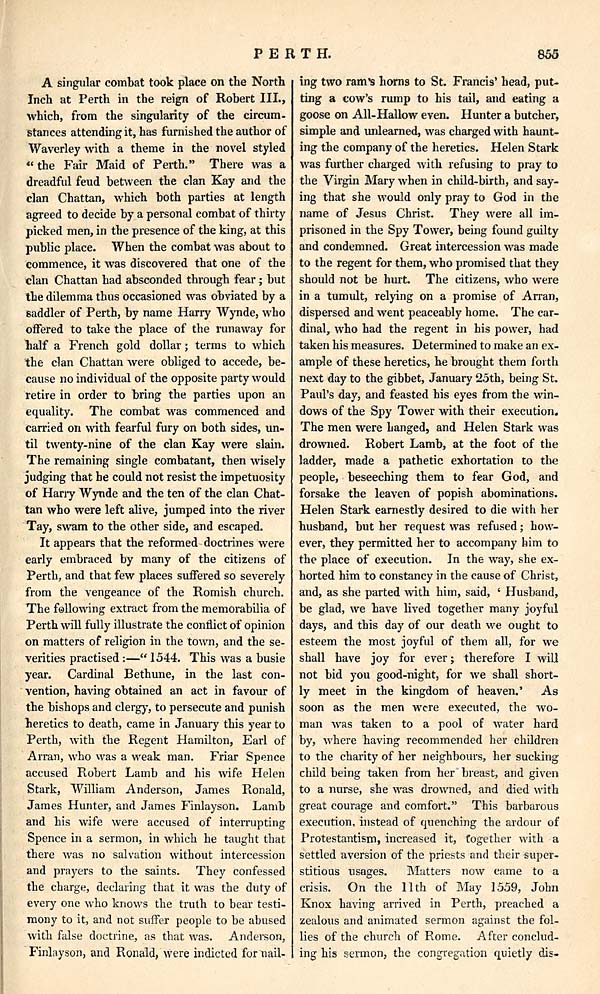 PERTH.
855
A singular combat took place on the North
Inch at Perth in the reign of Robert III.,
which, from the singularity of the circum-
stances attending it, has furnished the author of
Waverley with a theme in the novel styled
“ the Fair Maid of Perth.” There was a
dreadful feud between the clan Kay and the
clan Chattan, which both parties at length
agreed to decide by a personal combat of thirty
picked men, in the presence of the king, at this
public place. When the combat was about to
commence, it was discovered that one of the
clan Chattan had absconded through fear ; but
the dilemma thus occasioned was obviated by a
saddler of Perth, by name Harry Wynde, who
offered to take the place of the runaway for
half a French gold dollar ; terms to which
the clan Chattan were obliged to accede, be-
cause no individual of the opposite party would
retire in order to bring the parties upon an
equality. The combat was commenced and
carried on with fearful fury on both sides, un-
til twenty-nine of the clan Kay were slain.
The remaining single combatant, then wisely
judging that he could not resist the impetuosity
of Harry Wynde and the ten of the clan Chat-
tan who were left alive, jumped into the river
Tay, swam to the other side, and escaped.
It appears that the reformed doctrines were
early embraced by many of the citizens of
Perth, and that few places suffered so severely
from the vengeance of the Romish church.
The following extract from the memorabilia of
Perth will fully illustrate the conflict of opinion
on matters of religion in the town, and the se-
verities practised :—“ 1544. This was a busie
year. Cardinal Bethune, in the last con-
vention, having obtained an act in favour of
the bishops and clergy, to persecute and punish
heretics to death, came in January this year to
Perth, with the Regent Hamilton, Earl of
Arran, who was a weak man. Friar Spence
accused Robert Lamb and his wife Helen
Stark, William Anderson, James Ronald,
James Hunter, and James Finlayson. Lamb
and his wife were accused of interrupting
Spence in a sermon, in which he taught that
there was no salvation without intercession
and prayers to the saints. They confessed
the charge, declaring that it was the duty of
every one who knows the truth to bear testi-
mony to it, and not suffer people to be abused
with false doctrine, as that was. Anderson,
Finlayson, and Ronald, were indicted for nail-
ing two ram's horns to St. Francis' head, put-
ting a cow's rump to his tail, and eating a
goose on All-Hallow even. Hunter a butcher,
simple and unlearned, was charged with haunt-
ing the company of the heretics. Helen Stark
was further charged with refusing to pray to
the Virgin Mary when in child-birth, and say-
ing that she would only pray to God in the
name of Jesus Christ. They were all im-
prisoned in the Spy Tower, being found guilty
and condemned. Great intercession was made
to the regent for them, who promised that they
should not be hurt. The citizens, who were
in a tumult, relying on a promise of Arran,
dispersed and went peaceably home. The car-
dinal, who had the regent in his power, had
taken his measures. Determined to make an ex-
ample of these heretics, he brought them forth
next day to the gibbet, January 25th, being St.
Paul's day, and feasted his eyes from the win-
dows of the Spy Tower with their execution.
The men were hanged, and Helen Stark was
drowned. Robert Lamb, at the foot of the
ladder, made a pathetic exhortation to the
people, beseeching them to fear God, and
forsake the leaven of popish abominations.
Helen Stark earnestly desired to die with her
husband, but her request was refused ; how-
ever, they permitted her to accompany him to
the place of execution. In the way, she ex-
horted him to constancy in the cause of Christ,
and, as she parted with him, said, ‘ Husband,
be glad, we have lived together many joyful
days, and this day of our death we ought to
esteem the most joyful of them all, for we
shall have joy for ever ; therefore I will
not bid you good-night, for we shall short-
ly meet in the kingdom of heaven.’ As
soon as the men were executed, the wo-
man was taken to a pool of water hard
by, where having recommended her children
to the charity of her neighbours, her sucking
child being taken from her breast, and given
to a nurse, she was drowned, and died with
great courage and comfort.” This barbarous
execution, instead of quenching the ardour of
Protestantism, increased it, together with a
settled aversion of the priests and their super-
stitious usages. Matters now came to a
crisis. On the 11th of May 1559, John
Knox having arrived in Perth, preached a
zealous and animated sermon against the fol-
lies of the church of Rome. After conclud-
ing his sermon, the congregation quietly dis-